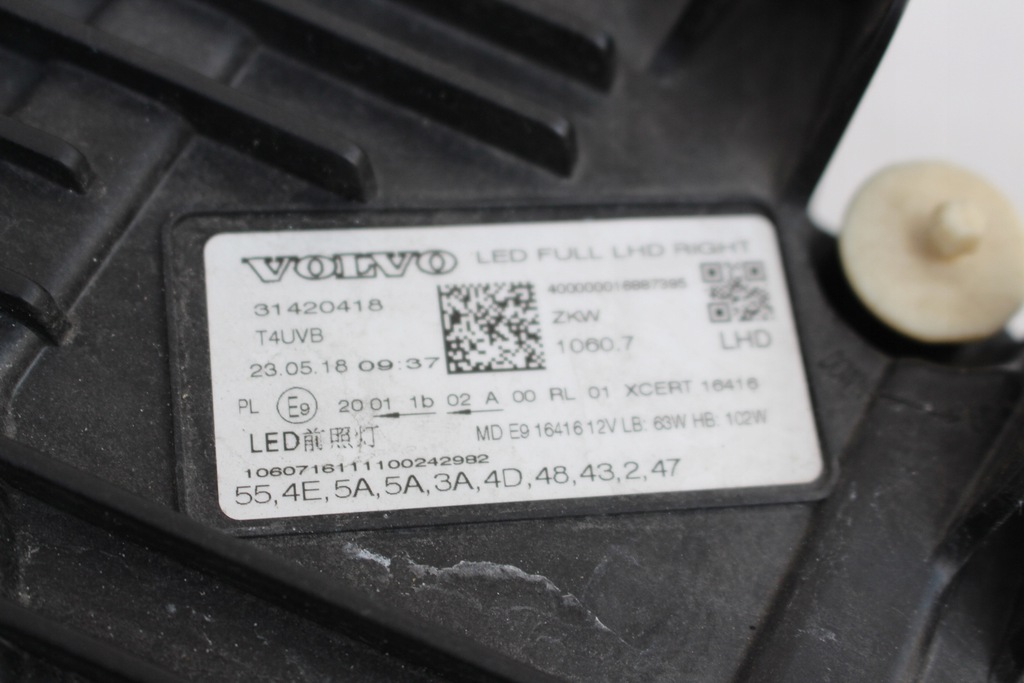 VOLVO LED FULL LHD RIGHT
31420418
T4UVB
23.05.18 09:37
400000016887395
ZKW
1060.7
LHD
PL E9 20 01 1b 02 A 00 RL 01 XCERT 16416
LED前照灯 MD E9 16416 12V LB: 63W HB: 102W
10607161111100242982
55,4E,5A,5A,3A,4D,48,43,2,47